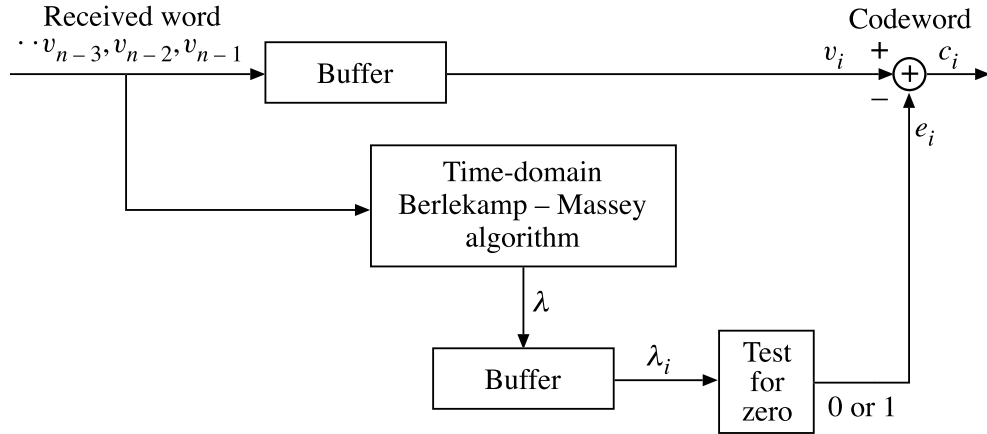 Received word
· · v_{n – 3}, v_{n – 2}, v_{n – 1}
Codeword
Buffer
v_i
+
+
c_i
–
e_i
Time-domain
Berlekamp – Massey
algorithm
λ
Buffer
λ_i
Test
for
zero
0 or 1